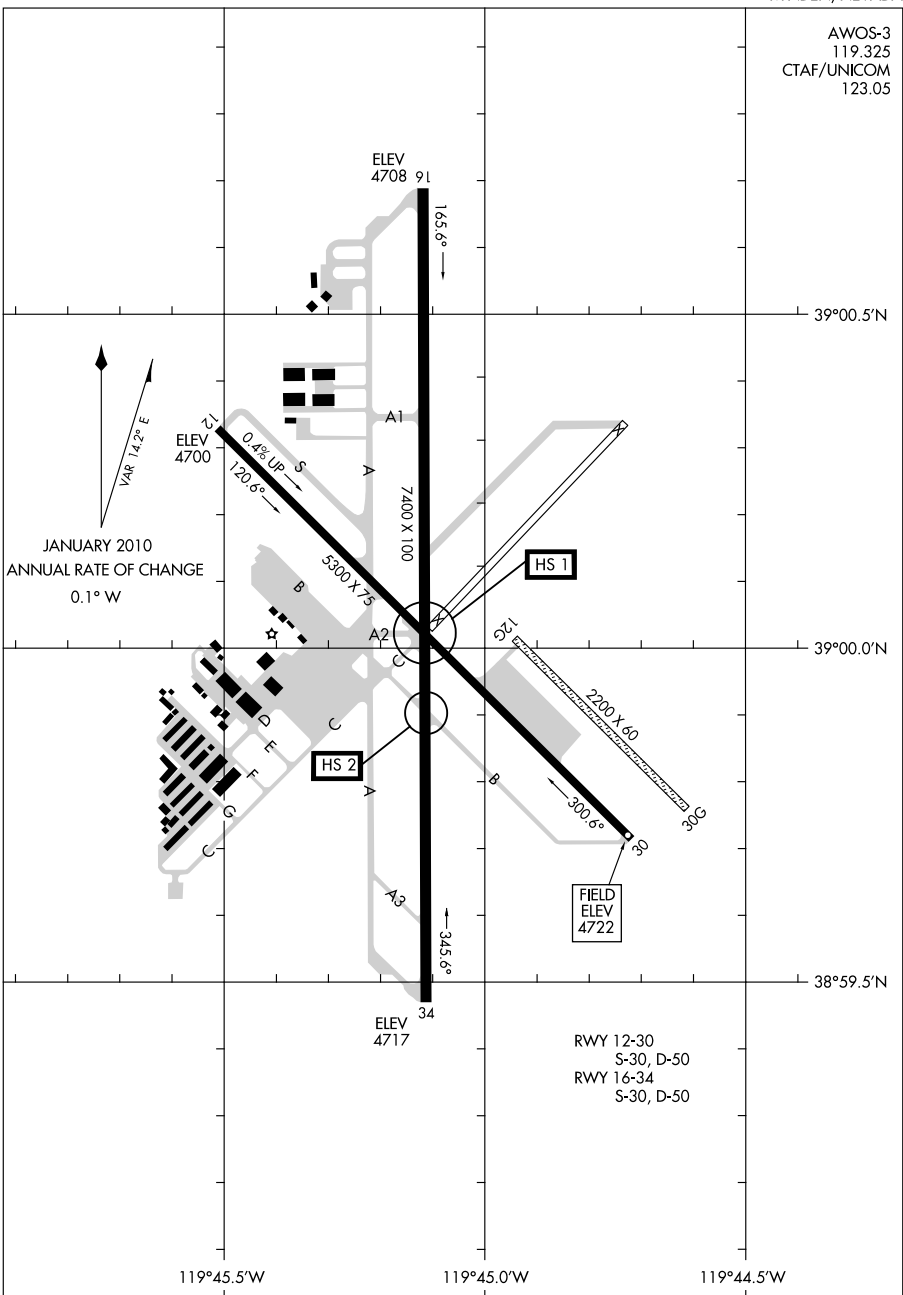 AWOS-3
119.325
CTAF/UNICOM
123.05
ELEV
4708
16
165.6°
39°00.5'N
VAR 14.2° E
JANUARY 2010
ANNUAL RATE OF CHANGE
0.1° W
12
ELEV
4700
0.4% UP
120.6°
S
A1
A
7400 X 100
5300 X 75
HS 1
B
A2
C
12G
39°00.0'N
2200 X 60
D
E
F
G
C
C
HS 2
A
B
300.6°
30G
30
A3
FIELD
ELEV
4722
345.6°
38°59.5'N
34
ELEV
4717
RWY 12-30
S-30, D-50
RWY 16-34
S-30, D-50
119°45.5'W
119°45.0'W
119°44.5'W